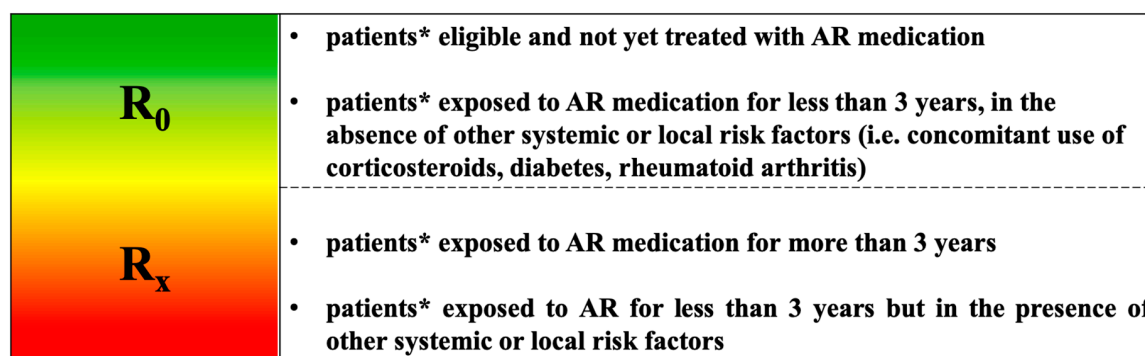 R0
• patients* eligible and not yet treated with AR medication
• patients* exposed to AR medication for less than 3 years, in the
absence of other systemic or local risk factors (i.e. concomitant use of
corticosteroids, diabetes, rheumatoid arthritis)
Rx
• patients* exposed to AR medication for more than 3 years
• patients* exposed to AR for less than 3 years but in the presence of
other systemic or local risk factors